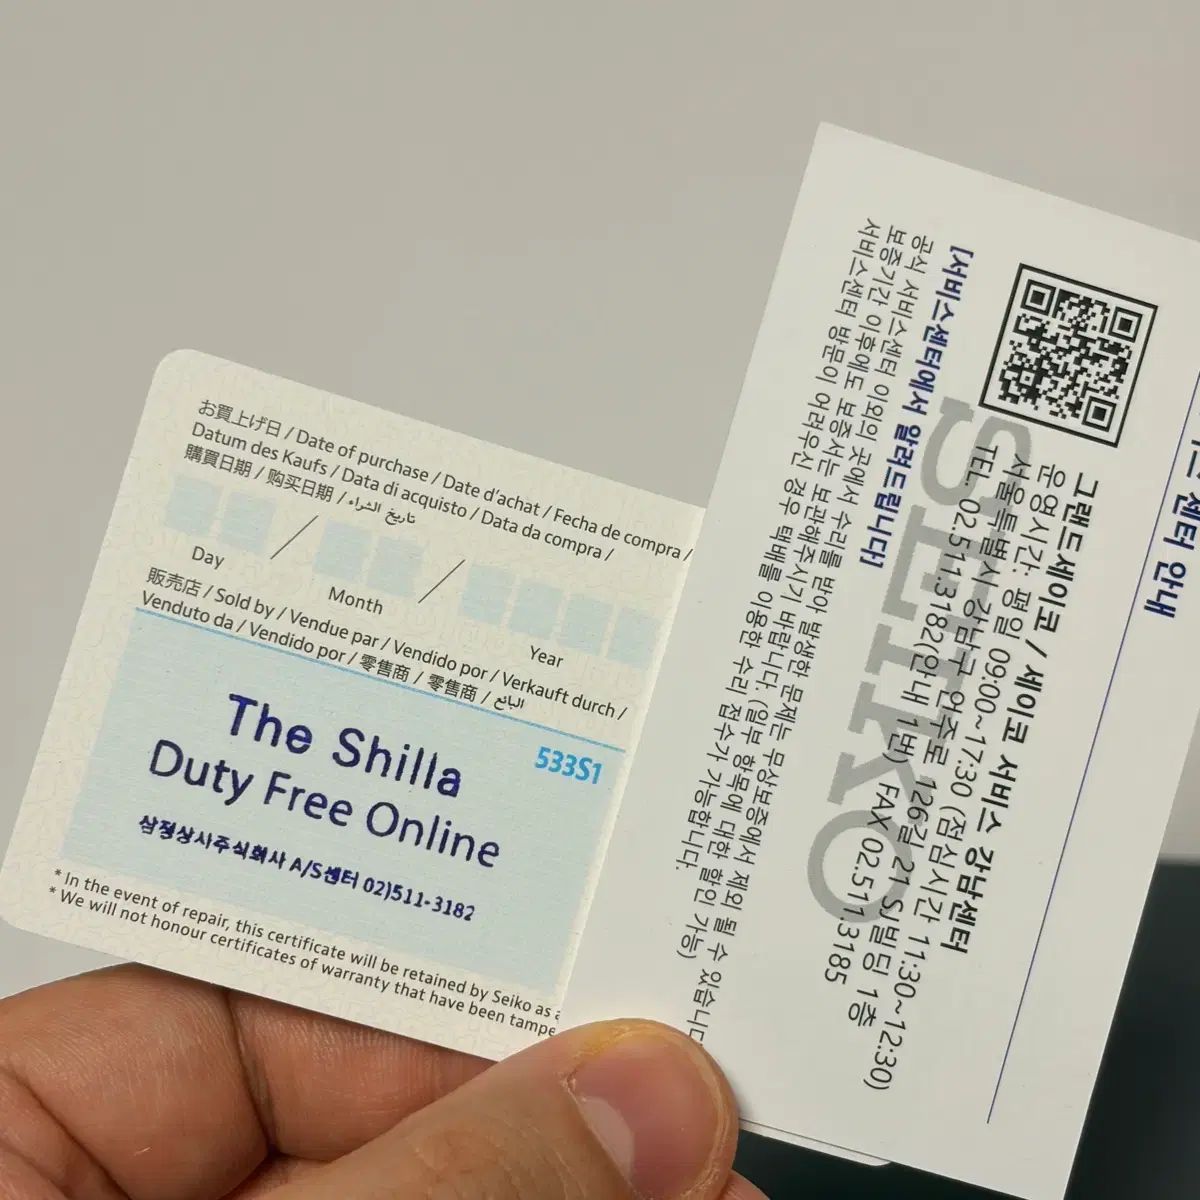 お買上げ日 / Date of purchase / Date d'achat / Fecha de compra /
Datum des Kaufs / Data di acquisto / Data da compra /
購買日期 / 购买日期 / تاريخ الشراء
Day
Month
Year
販売店 / Sold by / Vendue par / Vendido por / Verkauft durch /
Venduto da / Vendido por / 零售商 / 零售商 / البائع
533S1
The Shilla
Duty Free Online
삼정상사주식회사 A/S센터 02)511-3182
* In the event of repair, this certificate will be retained by Seiko as
* We will not honour certificates of warranty that have been
센터 안내
그랜드세이코 / 세이코 서비스 강남센터
운영시간: 평일 09:00~17:30 (점심시간 11:30~12:30)
서울특별시 강남구 언주로 126길 21 SJ빌딩 1층
TEL. 02.511.3182(안내 1번) FAX 02.511.3185
SEIKO
[서비스센터에서 알려드립니다]
공식 서비스센터 이외의 곳에서 수리를 받아 발생한 문제는 무상보증에서 제외 될 수 있습니다
보증기간 이후에도 보증서는 보관해주시기 바랍니다. (일부 항목에 대한 할인 가능)
서비스센터 방문이 어려우신 경우 택배를 이용한 수리 접수가 가능합니다.